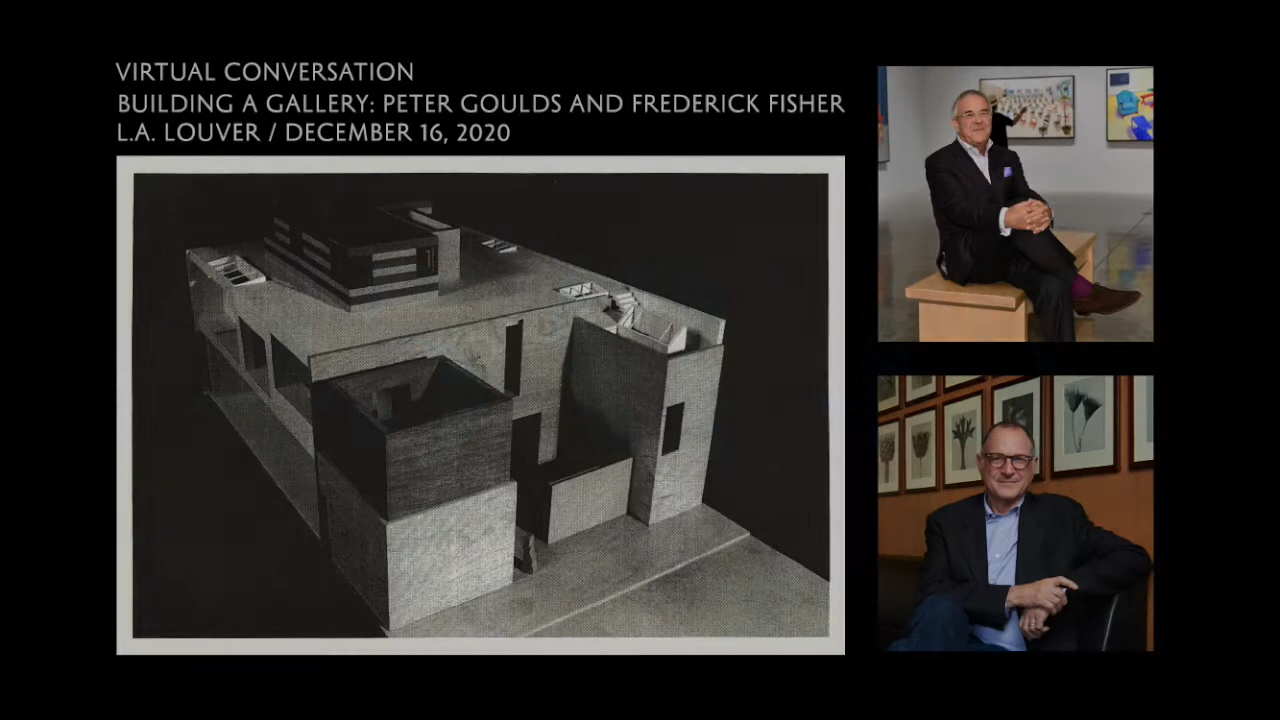 VIRTUAL CONVERSATION
BUILDING A GALLERY: PETER GOULDS AND FREDERICK FISHER
L.A. LOUVER / DECEMBER 16, 2020